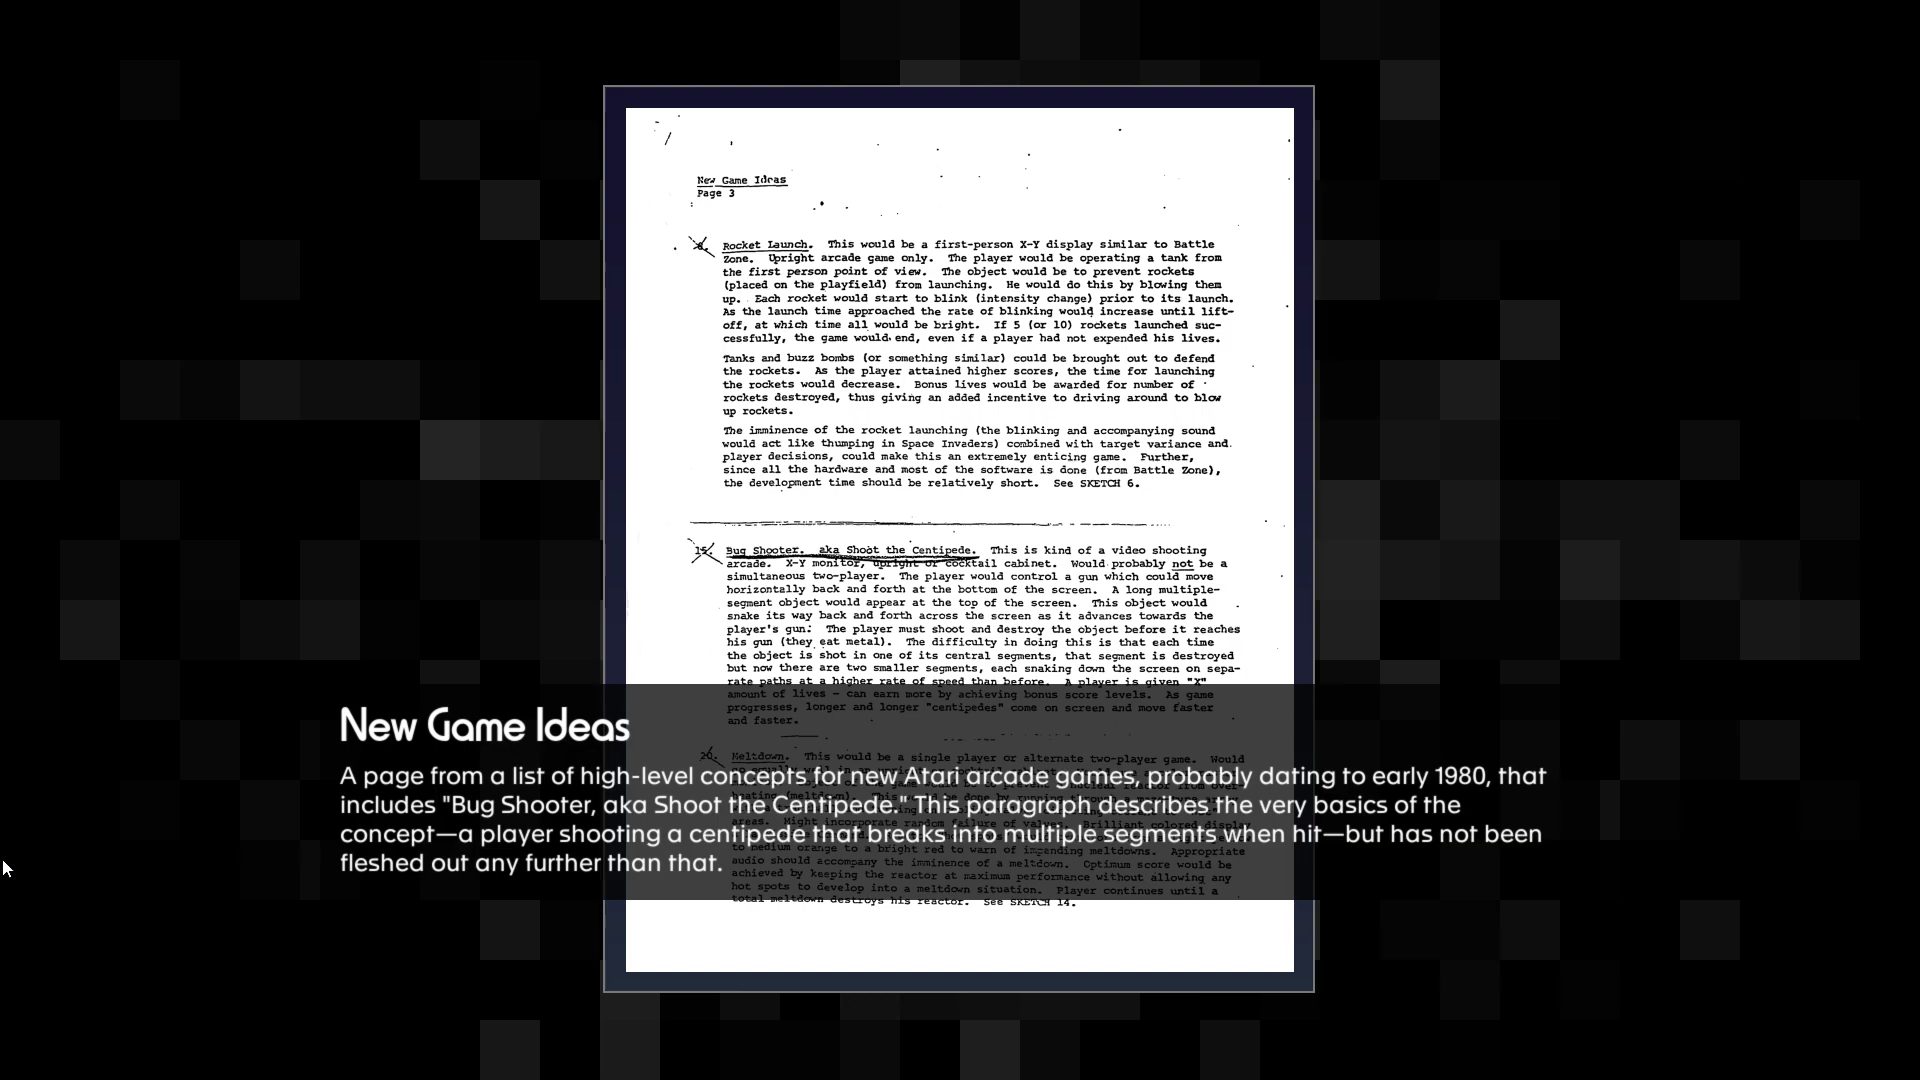 New Game Ideas
Page 3
8. Rocket Launch. This would be a first-person X-Y display similar to Battle
Zone. Upright arcade game only. The player would be operating a tank from
the first person point of view. The object would be to prevent rockets
(placed on the playfield) from launching. He would do this by blowing them
up. Each rocket would start to blink (intensity change) prior to its launch.
As the launch time approached the rate of blinking would increase until lift-
off, at which time all would be bright. If 5 (or 10) rockets launched suc-
cessfully, the game would end, even if a player had not expended his lives.
Tanks and buzz bombs (or something similar) could be brought out to defend
the rockets. As the player attained higher scores, the time for launching
the rockets would decrease. Bonus lives would be awarded for number of
rockets destroyed, thus giving an added incentive to driving around to blow
up rockets.
The imminence of the rocket launching (the blinking and accompanying sound
would act like thumping in Space Invaders) combined with target variance and
player decisions, could make this an extremely enticing game. Further,
since all the hardware and most of the software is done (from Battle Zone),
the development time should be relatively short. See SKETCH 6.
15. Bug Shooter. aka Shoot the Centipede. This is kind of a video shooting
arcade. X-Y monitor, upright or cocktail cabinet. Would probably not be a
simultaneous two-player. The player would control a gun which could move
horizontally back and forth at the bottom of the screen. A long multiple-
segment object would appear at the top of the screen. This object would
snake its way back and forth across the screen as it advances towards the
player's gun. The player must shoot and destroy the object before it reaches
his gun (they eat metal). The difficulty in doing this is that each time
the object is shot in one of its central segments, that segment is destroyed
but now there are two smaller segments, each snaking down the screen on sepa-
rate paths at a higher rate of speed than before. A player is given "X"
amount of lives - can earn more by achieving bonus score levels. As game
progresses, longer and longer "centipedes" come on screen and move faster
and faster.
20. Meltdown. This would be a single player or alternate two-player game. Would
to medium orange to a bright red to warn of impending meltdowns. Appropriate
audio should accompany the imminence of a meltdown. Optimum score would be
achieved by keeping the reactor at maximum performance without allowing any
hot spots to develop into a meltdown situation. Player continues until a
total meltdown destroys his reactor. See SKETCH 14.
New Game Ideas
A page from a list of high-level concepts for new Atari arcade games, probably dating to early 1980, that
includes "Bug Shooter, aka Shoot the Centipede." This paragraph describes the very basics of the
concept—a player shooting a centipede that breaks into multiple segments when hit—but has not been
fleshed out any further than that.